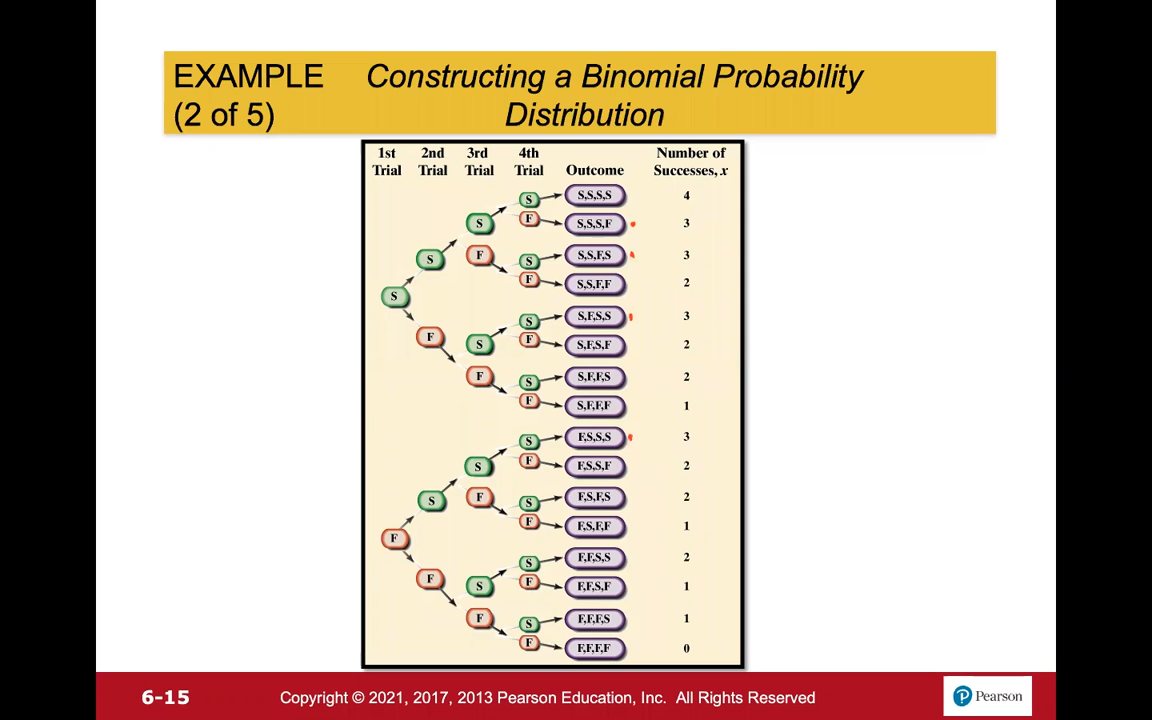 EXAMPLE Constructing a Binomial Probability
(2 of 5) Distribution
1st 2nd 3rd 4th Number of
Trial Trial Trial Trial Outcome Successes, x
S S,S,S,S 4
S F S,S,S,F 3
S F S S,S,F,S 3
F S,S,F,F 2
S
S S,F,S,S 3
F S F S,F,S,F 2
F S S,F,F,S 2
F S,F,F,F 1
S F,S,S,S 3
S F F,S,S,F 2
S F S F,S,F,S 2
F F,S,F,F 1
F
S F,F,S,S 2
F S F F,F,S,F 1
F S F,F,F,S 1
F F,F,F,F 0
6-15 Copyright © 2021, 2017, 2013 Pearson Education, Inc. All Rights Reserved P Pearson